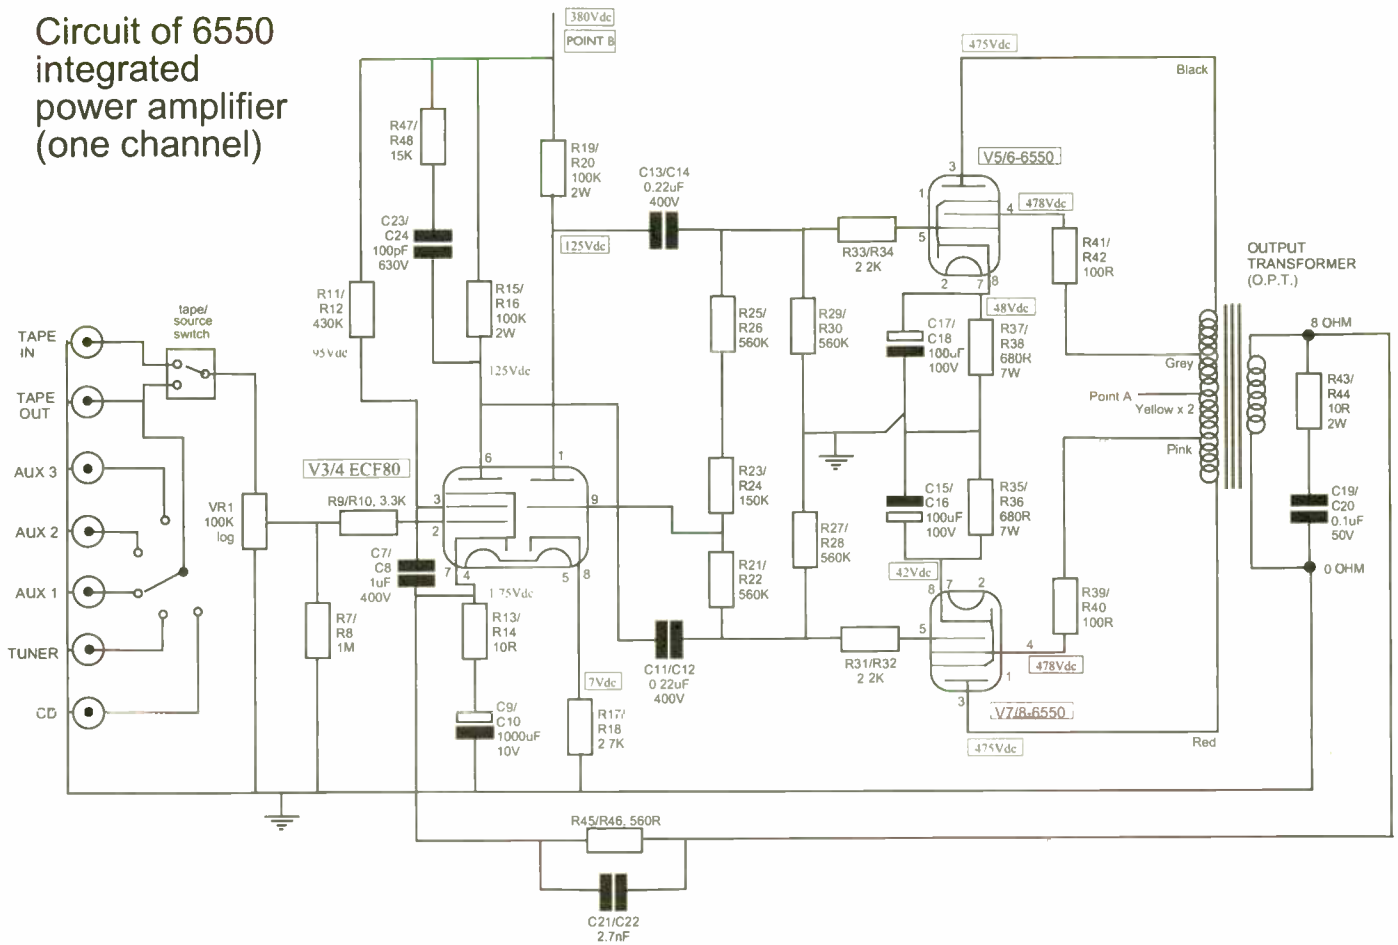 Circuit of 6550
integrated
power amplifier
(one channel)
380Vdc
POINT B
475Vdc
Black
R47/
R48
15K
R19/
R20
100K
2W
C13/C14
0.22uF
400V
V5/6-6550
3
1
478Vdc
4
5
C23/
C24
100pF
630V
125Vdc
R33/R34
2 2K
R41/
R42
100R
OUTPUT
TRANSFORMER
(O.P.T.)
2
7
8
R11/
R12
430K
R15/
R16
100K
2W
R25/
R26
560K
R29/
R30
560K
48Vdc
C17/
C18
100uF
100V
R37/
R38
680R
7W
8 OHM
tape/
source
switch
TAPE
IN
95Vdc
125Vdc
Grey
R43/
R44
10R
2W
TAPE
OUT
Point A
Yellow x 2
Pink
AUX 3
V3/4 ECF80
6
1
R23/
R24
150K
C15/
C16
100uF
100V
R35/
R36
680R
7W
C19/
C20
0.1uF
50V
VR1
100K
log
R9/R10, 3.3K
3
2
9
AUX 2
R27/
R28
560K
C7/
C8
1uF
400V
7
4
5
8
R21/
R22
560K
42Vdc
8
7
2
0 OHM
AUX 1
1 75Vdc
R7/
R8
1M
R13/
R14
10R
R39/
R40
100R
5
4
TUNER
C11/C12
0 22uF
400V
R31/R32
2 2K
478Vdc
1
3
7Vdc
CD
C9/
C10
1000uF
10V
R17/
R18
2 7K
V7/8-6550
475Vdc
Red
R45/R46, 560R
C21/C22
2.7nF